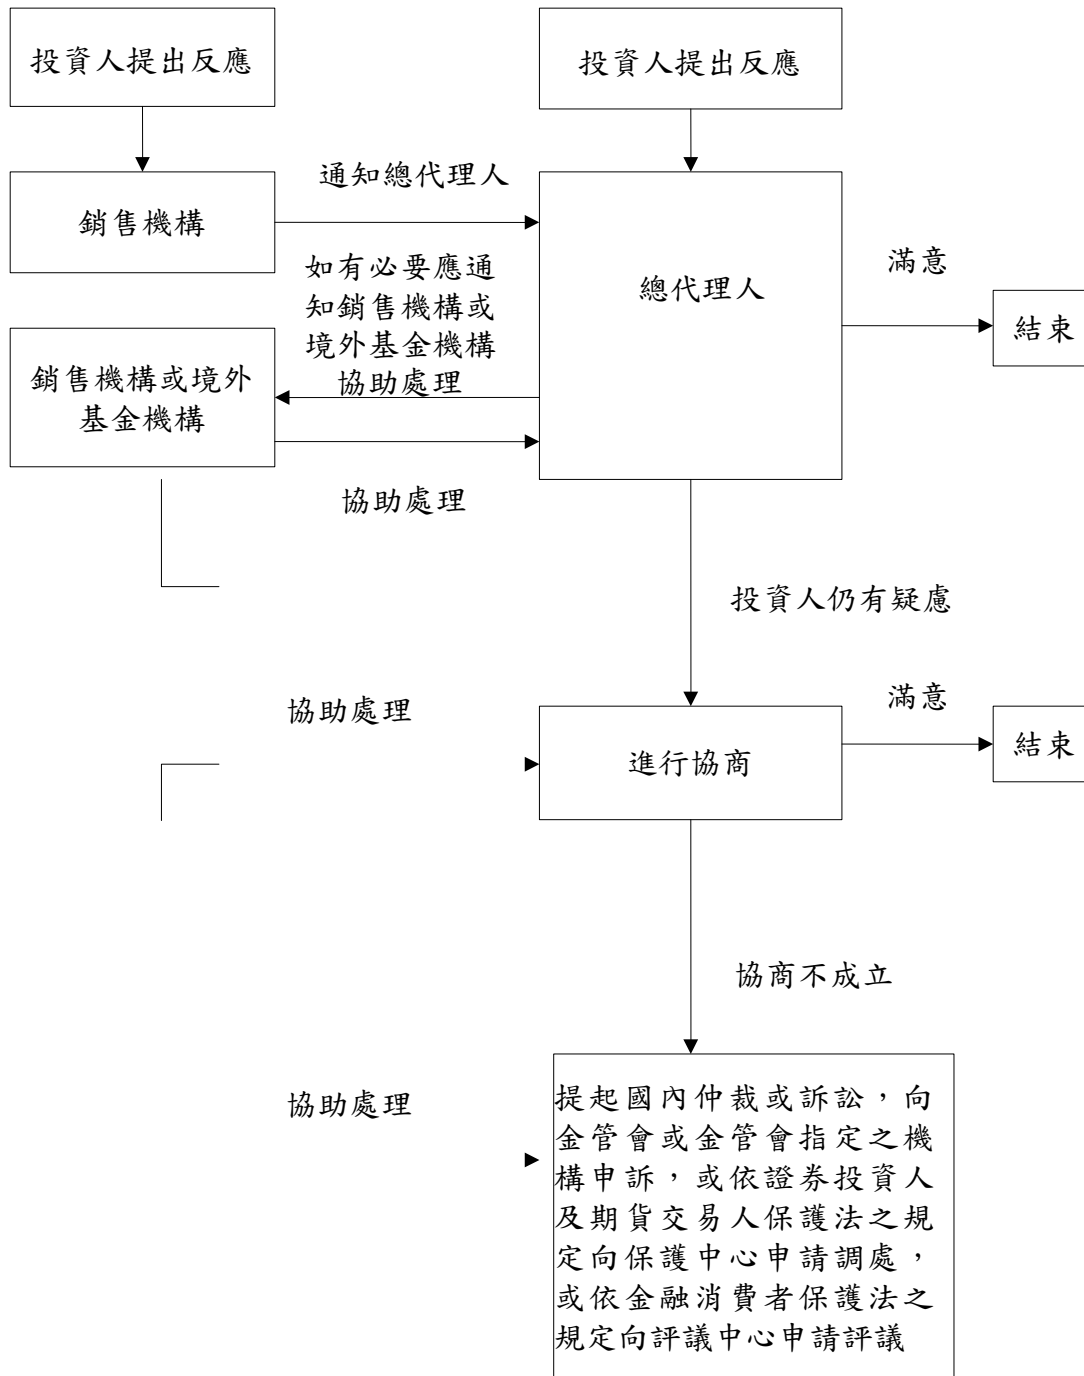 投資人提出反應
投資人提出反應
通知總代理人
銷售機構
總代理人
滿意
結束
如有必要應通
知銷售機構或
境外基金機構
協助處理
銷售機構或境外
基金機構
協助處理
投資人仍有疑慮
協助處理
滿意
進行協商
結束
協商不成立
協助處理
提起國內仲裁或訴訟，向
金管會或金管會指定之機
構申訴，或依證券投資人
及期貨交易人保護法之規
定向保護中心申請調處，
或依金融消費者保護法之
規定向評議中心申請評議